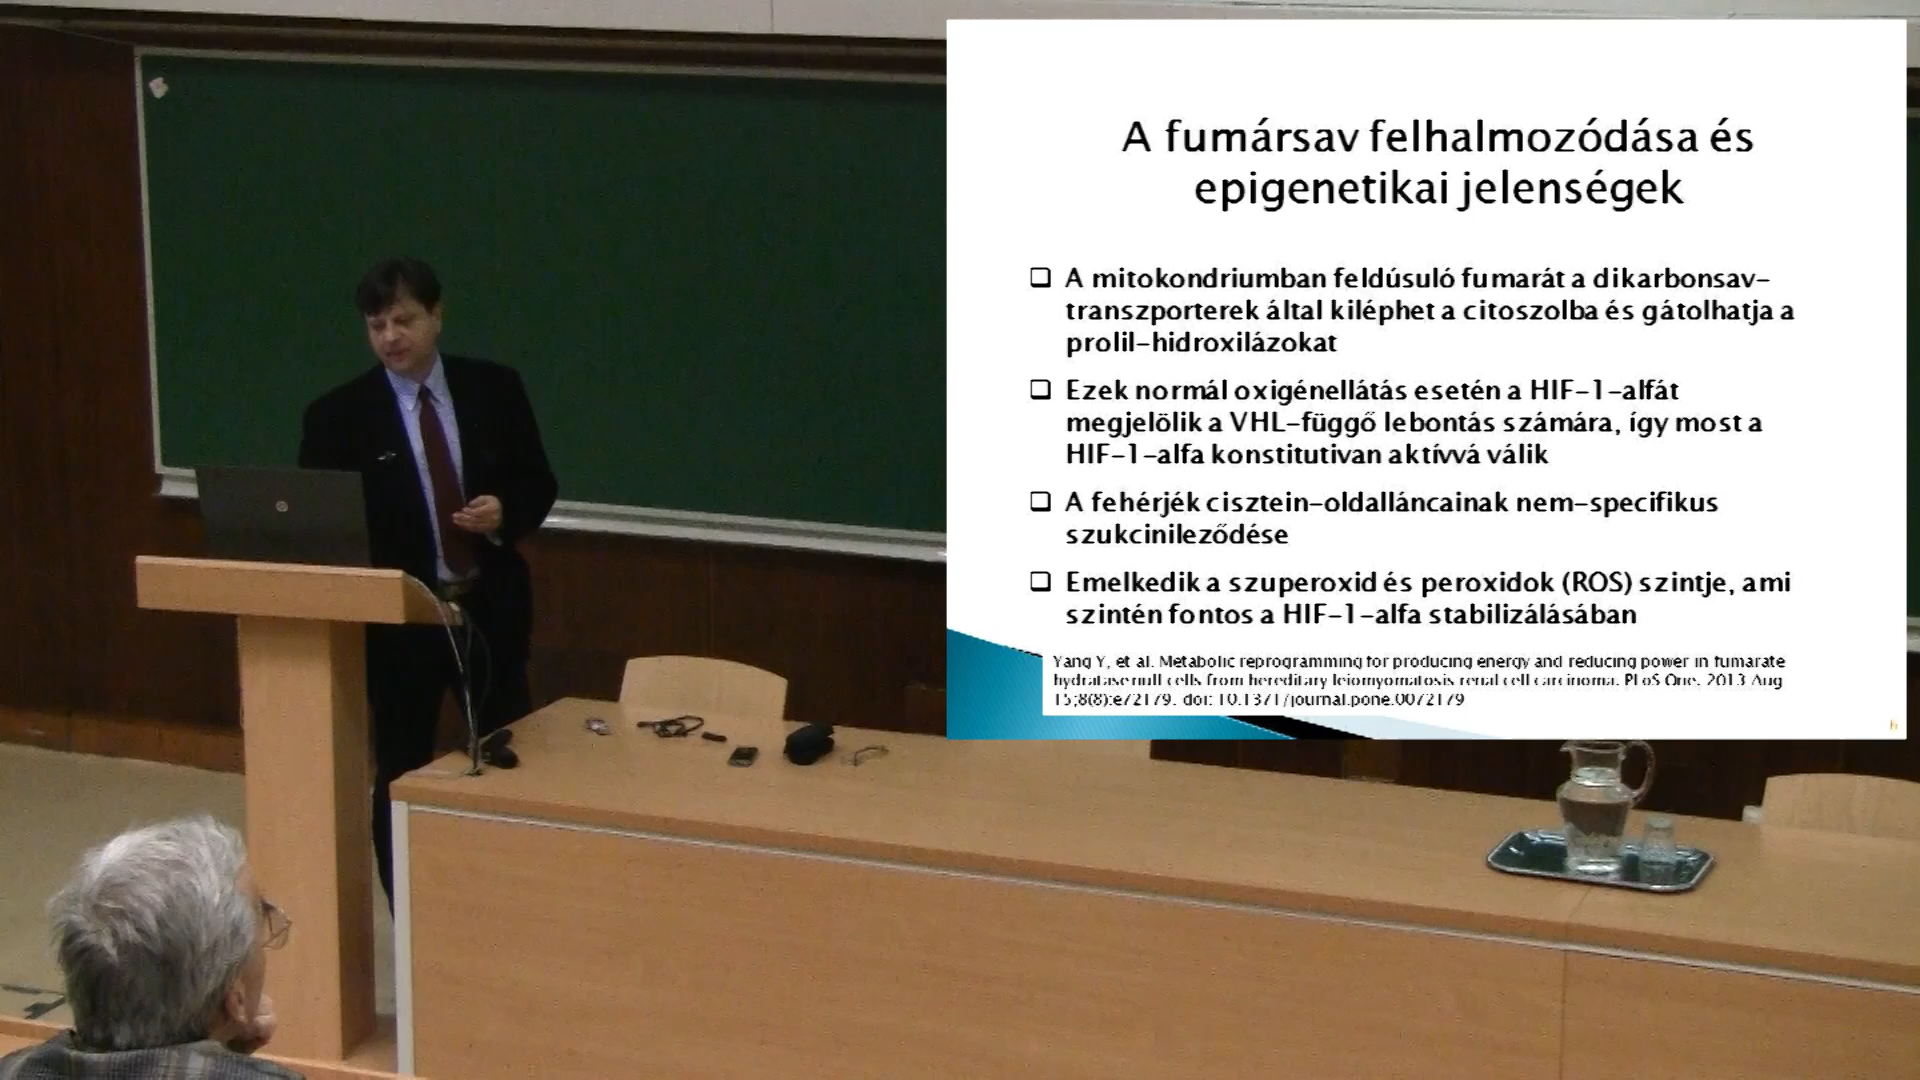 A fumársav felhalmozódása és
epigenetikai jelenségek
A mitokondriumban feldúsuló fumarát a dikarbonsav-
transzporterek által kiléphet a citoszolba és gátolhatja a
prolil-hidroxilázokat
Ezek normál oxigénellátás esetén a HIF-1-alfát
megjelölik a VHL-függő lebontás számára, így most a
HIF-1-alfa konstitutivan aktívvá válik
A fehérjék cisztein-oldalláncainak nem-specifikus
szukcinileződése
Emelkedik a szuperoxid és peroxidok (ROS) szintje, ami
szintén fontos a HIF-1-alfa stabilizálásában
Yang Y, et al. Metabolic reprogramming for producing energy and reducing power in fumarate
hydratase null cells from hereditary leiomyomatosis renal cell carcinoma. PLoS One. 2013 Aug
15;8(8):e72179. doi: 10.1371/journal.pone.0072179
hp